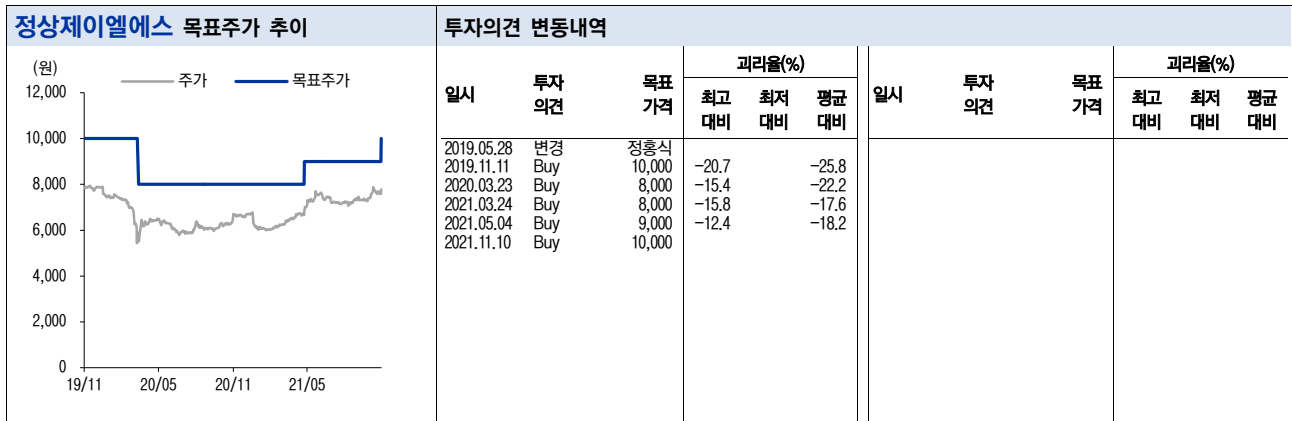 정상제이엘에스 목표주가 추이
(원)
주가
목표주가
12,000
10,000
8,000
6,000
4,000
2,000
0
19/11 20/05 20/11 21/05
투자의견 변동내역
일시 투자의견 목표가격 괴리율(%)
최고대비 최저대비 평균대비
2019.05.28 변경 정홍식
2019.11.11 Buy 10,000 -20.7 -25.8
2020.03.23 Buy 8,000 -15.4 -22.2
2021.03.24 Buy 8,000 -15.8 -17.6
2021.05.04 Buy 9,000 -12.4 -18.2
2021.11.10 Buy 10,000
일시 투자의견 목표가격 괴리율(%)
최고대비 최저대비 평균대비